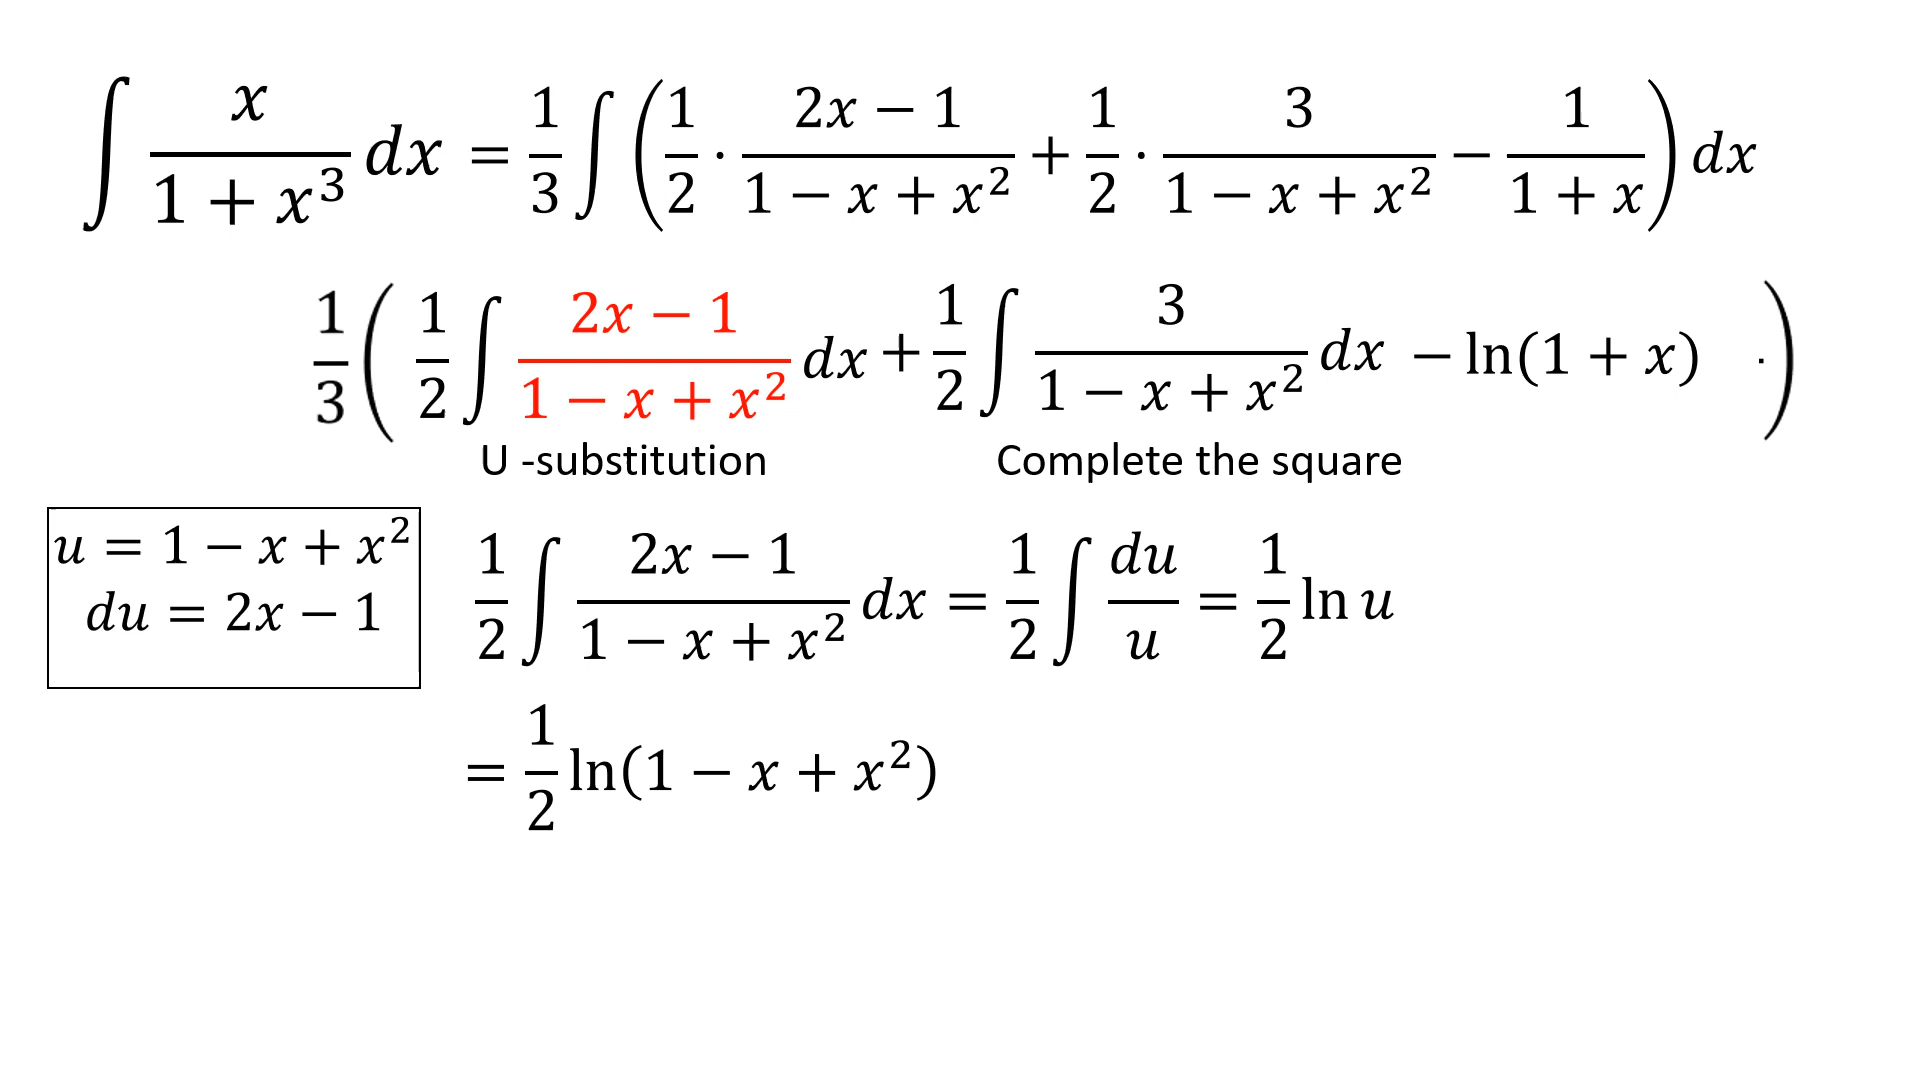 ∫ x/(1 + x³) dx = 1/3 ∫ (1/2 · (2x − 1)/(1 − x + x²) + 1/2 · 3/(1 − x + x²) − 1/(1 + x)) dx
1/3 ( 1/2 ∫ (2x − 1)/(1 − x + x²) dx + 1/2 ∫ 3/(1 − x + x²) dx − ln(1 + x) · )
U -substitution Complete the square
u = 1 − x + x²
du = 2x − 1
1/2 ∫ (2x − 1)/(1 − x + x²) dx = 1/2 ∫ du/u = 1/2 ln u
= 1/2 ln(1 − x + x²)